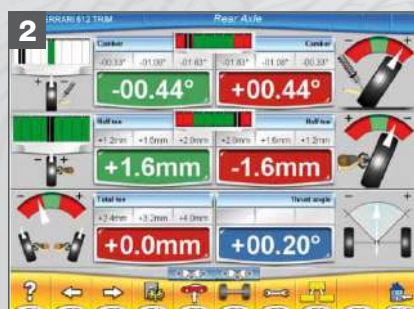 2
FERRARI 612 TRIM Rear Axle
Camber Camber
-00.33° -01.08° -01.83° -01.83° -01.08° -00.33°
-00.44° +00.44°
Half toe Half toe
+1.2mm +1.6mm +2.0mm +2.0mm +1.6mm +1.2mm
+1.6mm -1.6mm
Total toe Thrust angle
+2.4mm +3.2mm +4.0mm
+0.0mm +00.20°